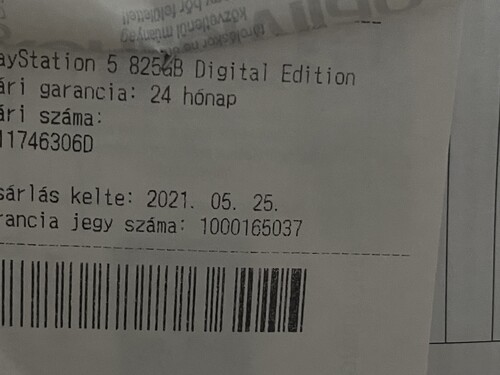 ayStation 5 825GB Digital Edition
ári garancia: 24 hónap
ári száma:
11746306D
sárlás kelte: 2021. 05. 25.
rancia jegy száma: 1000165037